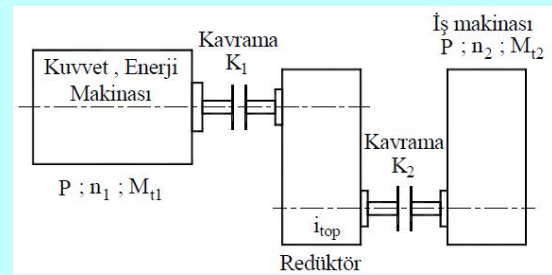 Kuvvet , Enerji
Makinası
P ; n1 ; Mt1
Kavrama
K1
itop
Redüktör
Kavrama
K2
İş makinası
P ; n2 ; Mt2